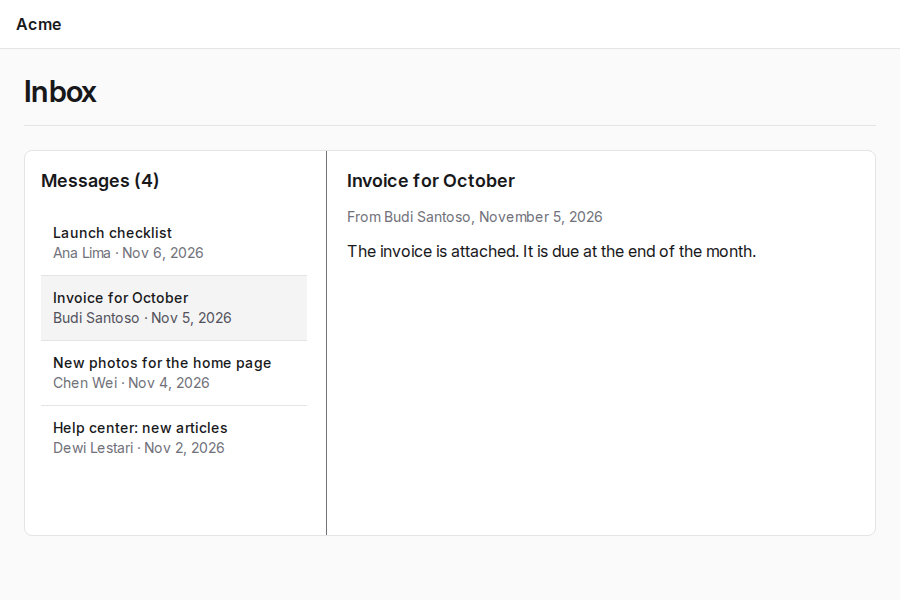 Acme
Inbox
Messages (4)
Launch checklist
Ana Lima · Nov 6, 2026
Invoice for October
Budi Santoso · Nov 5, 2026
New photos for the home page
Chen Wei · Nov 4, 2026
Help center: new articles
Dewi Lestari · Nov 2, 2026
Invoice for October
From Budi Santoso, November 5, 2026
The invoice is attached. It is due at the end of the month.